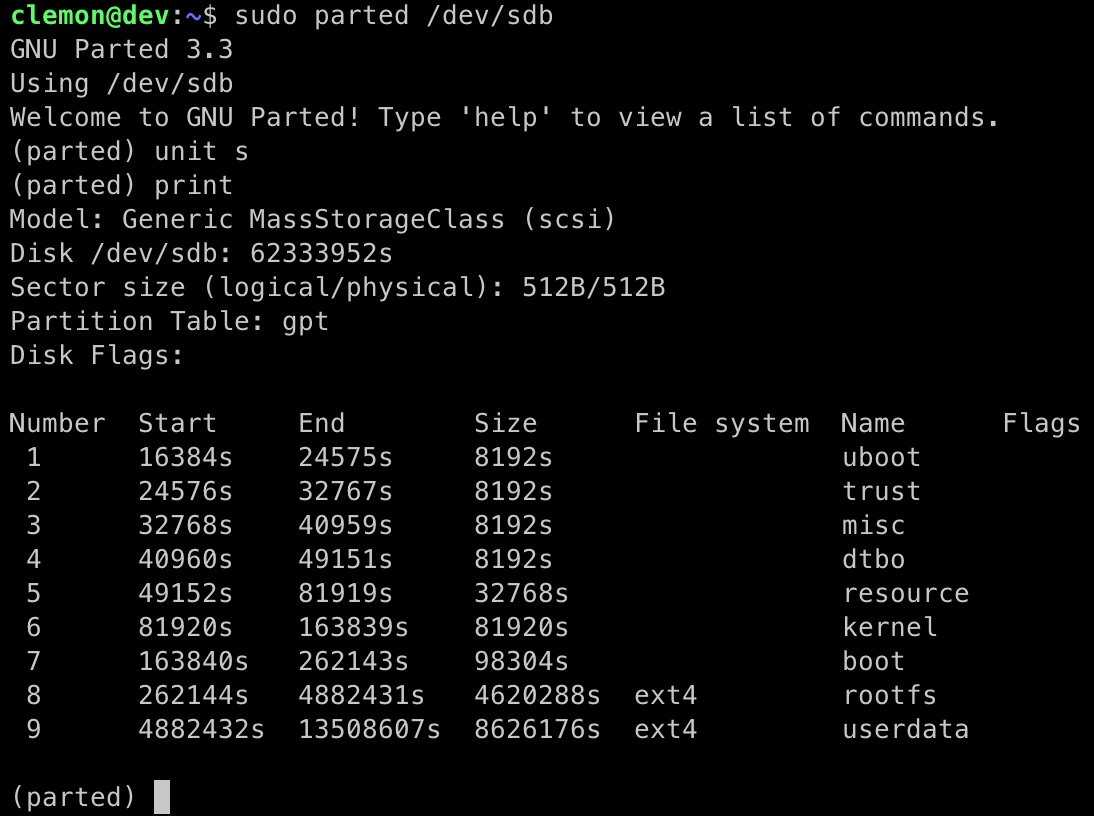 clemon@dev:~$ sudo parted /dev/sdb
GNU Parted 3.3
Using /dev/sdb
Welcome to GNU Parted! Type 'help' to view a list of commands.
(parted) unit s
(parted) print
Model: Generic MassStorageClass (scsi)
Disk /dev/sdb: 62333952s
Sector size (logical/physical): 512B/512B
Partition Table: gpt
Disk Flags:

Number  Start     End        Size      File system  Name      Flags
 1      16384s    24575s     8192s                  uboot
 2      24576s    32767s     8192s                  trust
 3      32768s    40959s     8192s                  misc
 4      40960s    49151s     8192s                  dtbo
 5      49152s    81919s     32768s                 resource
 6      81920s    163839s    81920s                 kernel
 7      163840s   262143s    98304s                 boot
 8      262144s   4882431s   4620288s  ext4         rootfs
 9      4882432s  13508607s  8626176s  ext4         userdata

(parted)